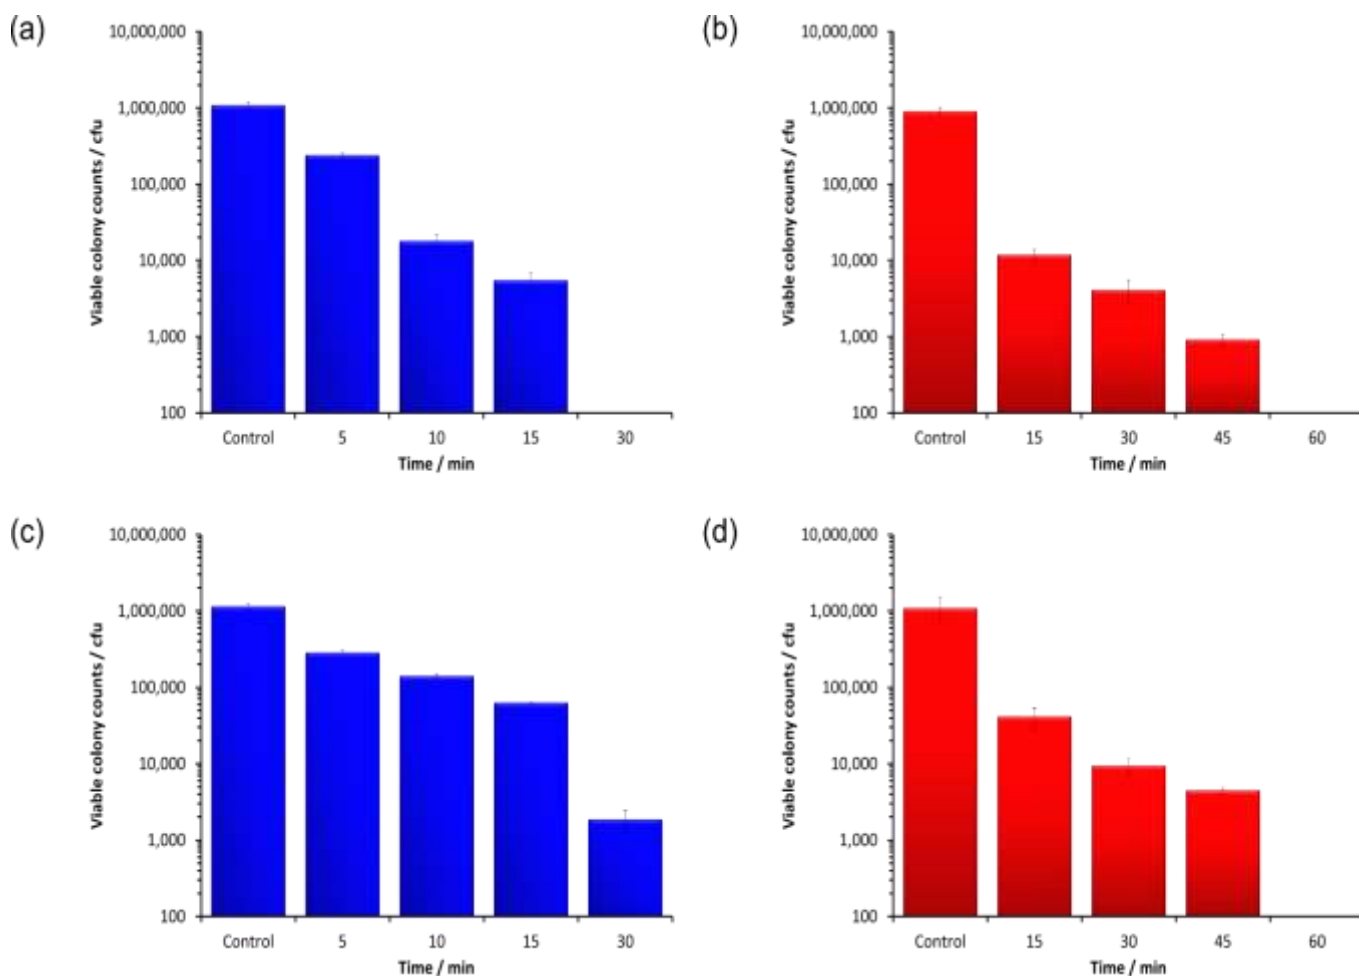 (a)
10,000,000
1,000,000
100,000
10,000
1,000
100
Viable colony counts / cfu
Control 5 10 15 30
Time / min
(b)
10,000,000
1,000,000
100,000
10,000
1,000
100
Viable colony counts / cfu
Control 15 30 45 60
Time / min
(c)
10,000,000
1,000,000
100,000
10,000
1,000
100
Viable colony counts / cfu
Control 5 10 15 30
Time / min
(d)
10,000,000
1,000,000
100,000
10,000
1,000
100
Viable colony counts / cfu
Control 15 30 45 60
Time / min